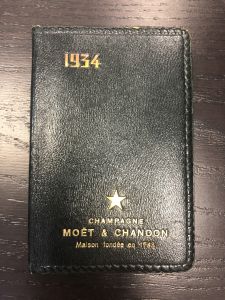 1934
CHAMPAGNE
MOËT & CHANDON
Maison fondée en 1743